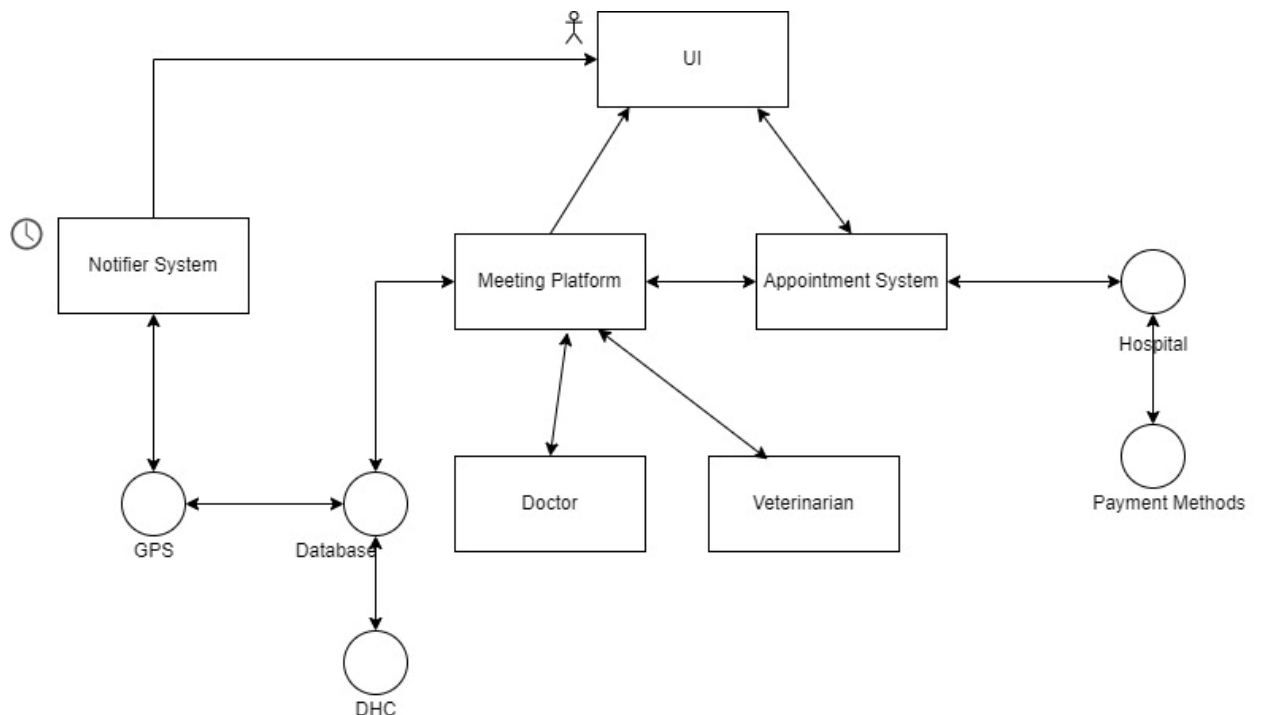 UI
Notifier System
Meeting Platform
Appointment System
Hospital
Doctor
Veterinarian
Payment Methods
GPS
Database
DHC